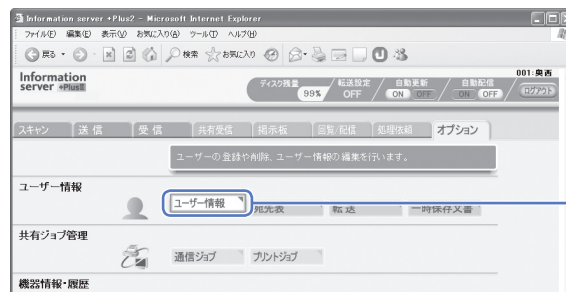 Information server +Plus2 - Microsoft Internet Explorer
ファイル(F) 編集(E) 表示(V) お気に入り(A) ツール(T) ヘルプ(H)
戻る 検索 お気に入り
001:奥西
Information server +PlusII
ディスク残量 99% 転送設定 OFF 自動更新 ON OFF 自動配信 ON OFF ログアウト
スキャン 送信 受信 共有受信 掲示板 回覧/配信 処理依頼 オプション
ユーザーの登録や削除、ユーザー情報の編集を行います。
ユーザー情報
ユーザー情報 宛先表 転送 一時保存文書
共有ジョブ管理
通信ジョブ プリントジョブ
機器情報・履歴